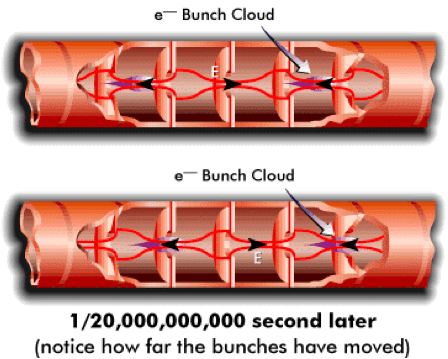 e— Bunch Cloud
E
e— Bunch Cloud
E
1/20,000,000,000 second later
(notice how far the bunches have moved)